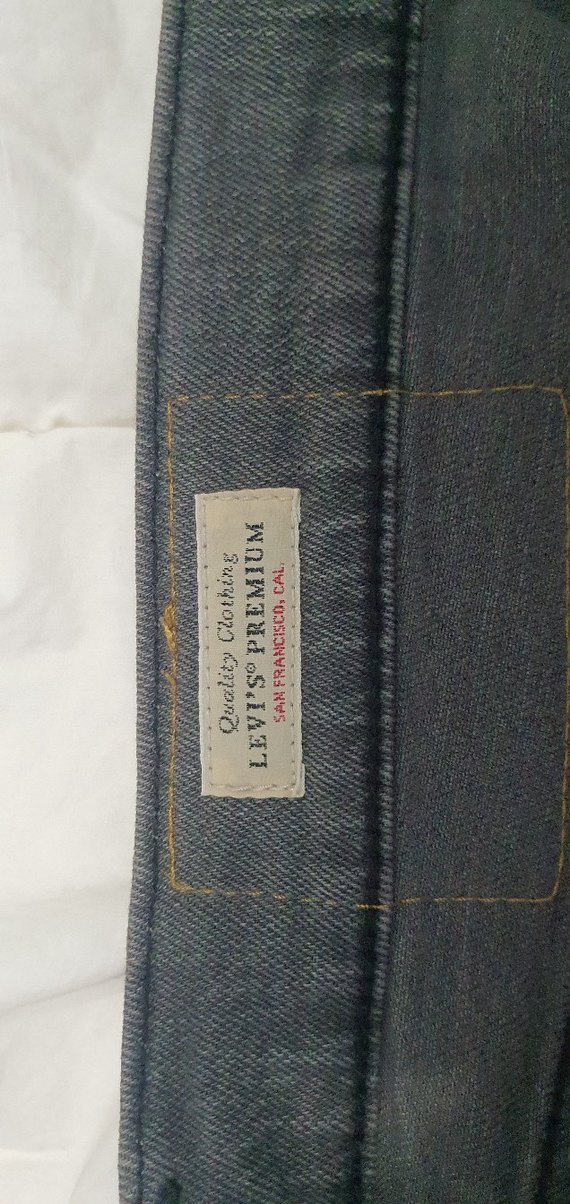 Quality Clothing
LEVI'S® PREMIUM
SAN FRANCISCO, CAL.